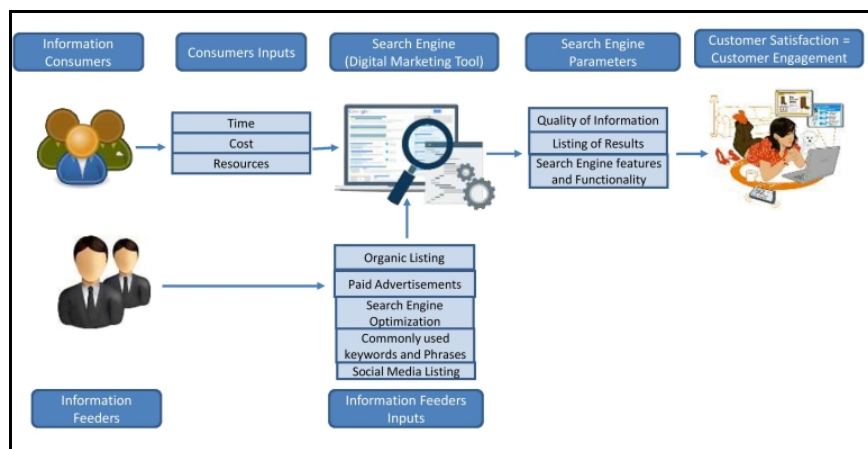 Information
Consumers
Consumers Inputs
Search Engine
(Digital Marketing Tool)
Search Engine
Parameters
Customer Satisfaction =
Customer Engagement
Time
Cost
Resources
Quality of Information
Listing of Results
Search Engine features
and Functionality
Organic Listing
Paid Advertisements
Search Engine
Optimization
Commonly used
keywords and Phrases
Social Media Listing
Information
Feeders
Information Feeders
Inputs